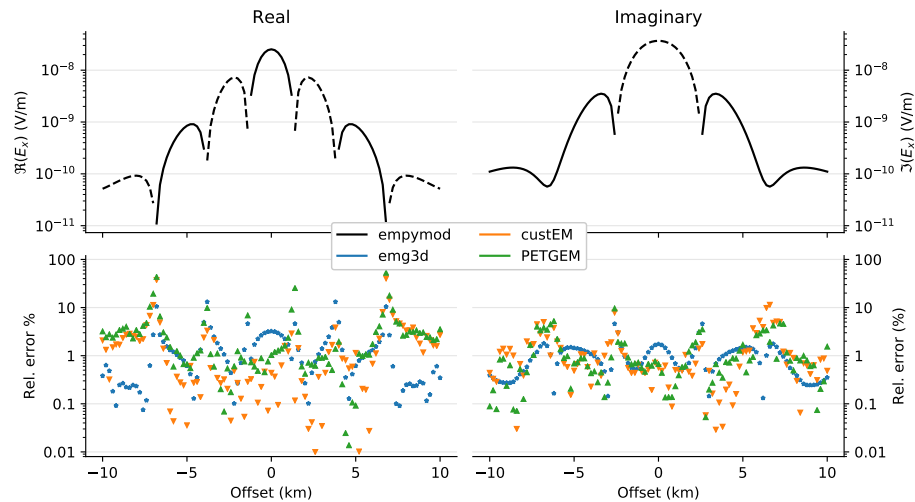 Real
Imaginary
ℜ(Eₓ) (V/m)
10⁻⁸
10⁻⁹
10⁻¹⁰
10⁻¹¹
10⁻⁸
10⁻⁹
10⁻¹⁰
10⁻¹¹
ℑ(Eₓ) (V/m)
empymod
emg3d
custEM
PETGEM
Rel. error %
100
10
1
0.1
0.01
100
10
1
0.1
0.01
Rel. error (%)
−10
−5
0
5
10
−10
−5
0
5
10
Offset (km)
Offset (km)